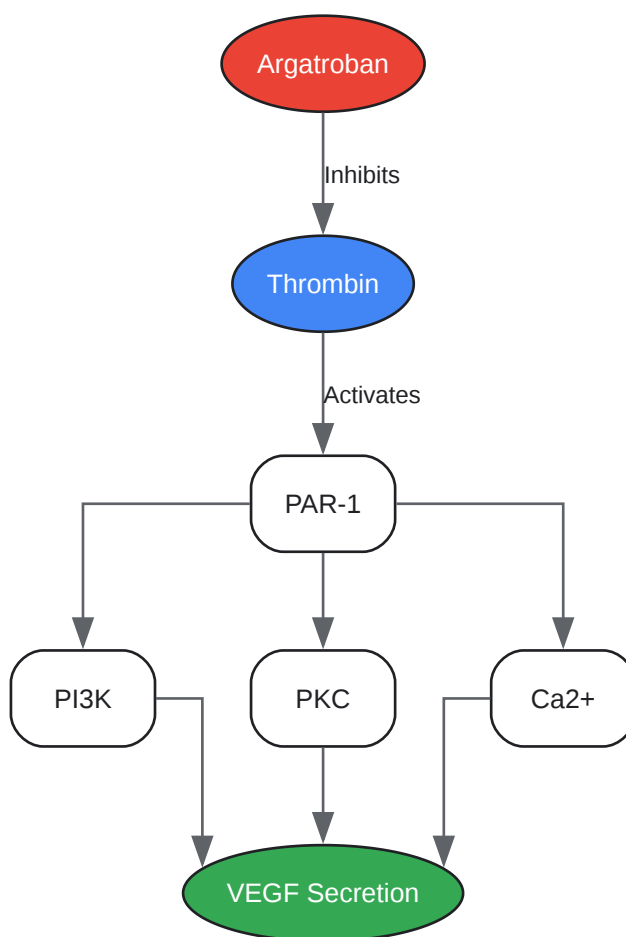 Argatroban
Inhibits
Thrombin
Activates
PAR-1
PI3K
PKC
Ca2+
VEGF Secretion